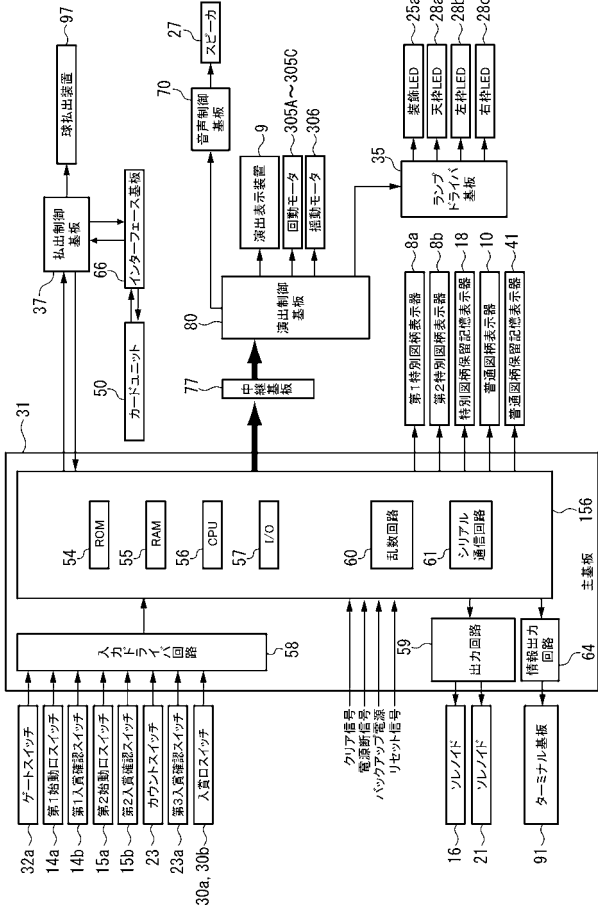 97
球払出装置
27
スピーカ
70
音声制御
基板
305A～305C
9
306
演出表示装置
回動モータ
揺動モータ
25a
28a
28b
28c
装飾LED
天枠LED
左枠LED
右枠LED
35
ランプ
ドライバ
基板
37
払出制御
基板
66
インターフェース基板
50
カードユニット
80
演出制御
基板
77
中継基板
8a
8b
18
10
41
第1特別図柄表示器
第2特別図柄表示器
特別図柄保留記憶表示器
普通図柄表示器
普通図柄保留記憶表示器
31
54
ROM
55
RAM
56
CPU
57
I/O
60
乱数回路
61
シリアル
通信回路
156
主基板
入力ドライバ回路
58
59
出力回路
情報出力
回路
64
クリア信号
電源断信号
バックアップ電源
リセット信号
ゲートスイッチ
第1始動口スイッチ
第1入賞確認スイッチ
第2始動口スイッチ
第2入賞確認スイッチ
カウントスイッチ
第3入賞確認スイッチ
入賞口スイッチ
32a
14a
14b
15a
15b
23
23a
30a, 30b
ソレノイド
ソレノイド
ターミナル基板
16
21
91